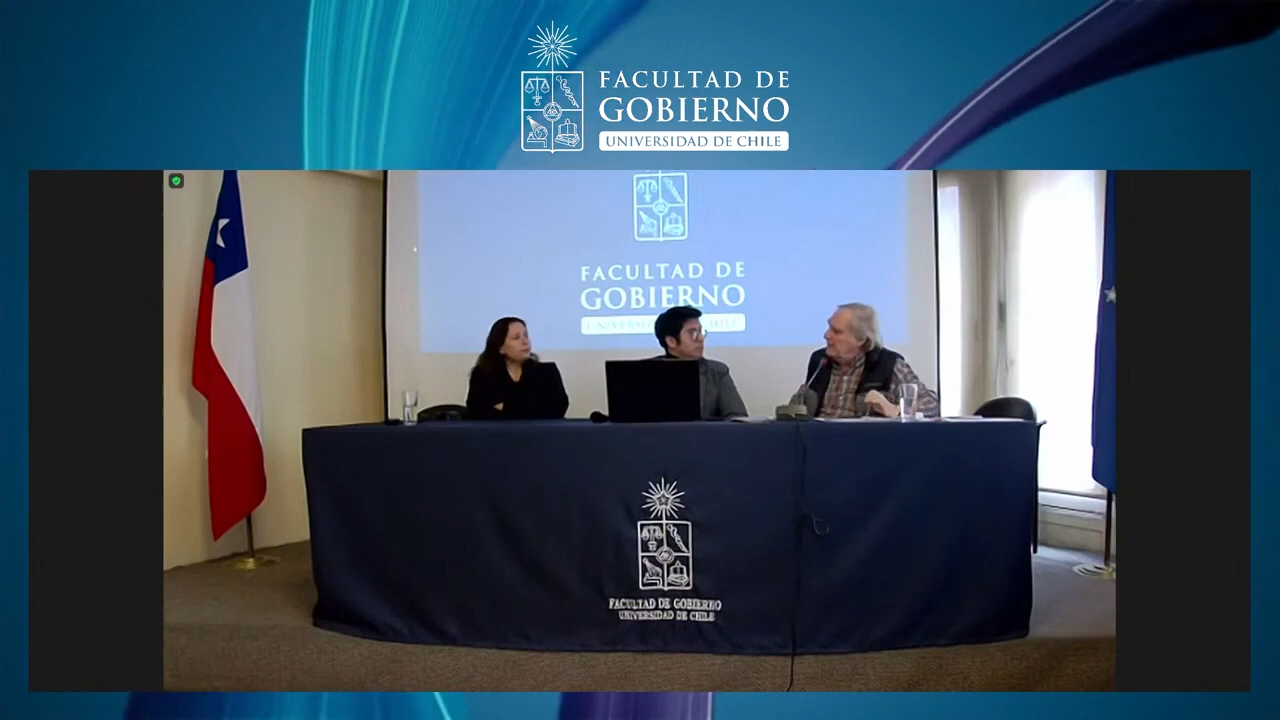 FACULTAD DE
GOBIERNO
UNIVERSIDAD DE CHILE
FACULTAD DE
GOBIERNO
FACULTAD DE GOBIERNO
UNIVERSIDAD DE CHILE